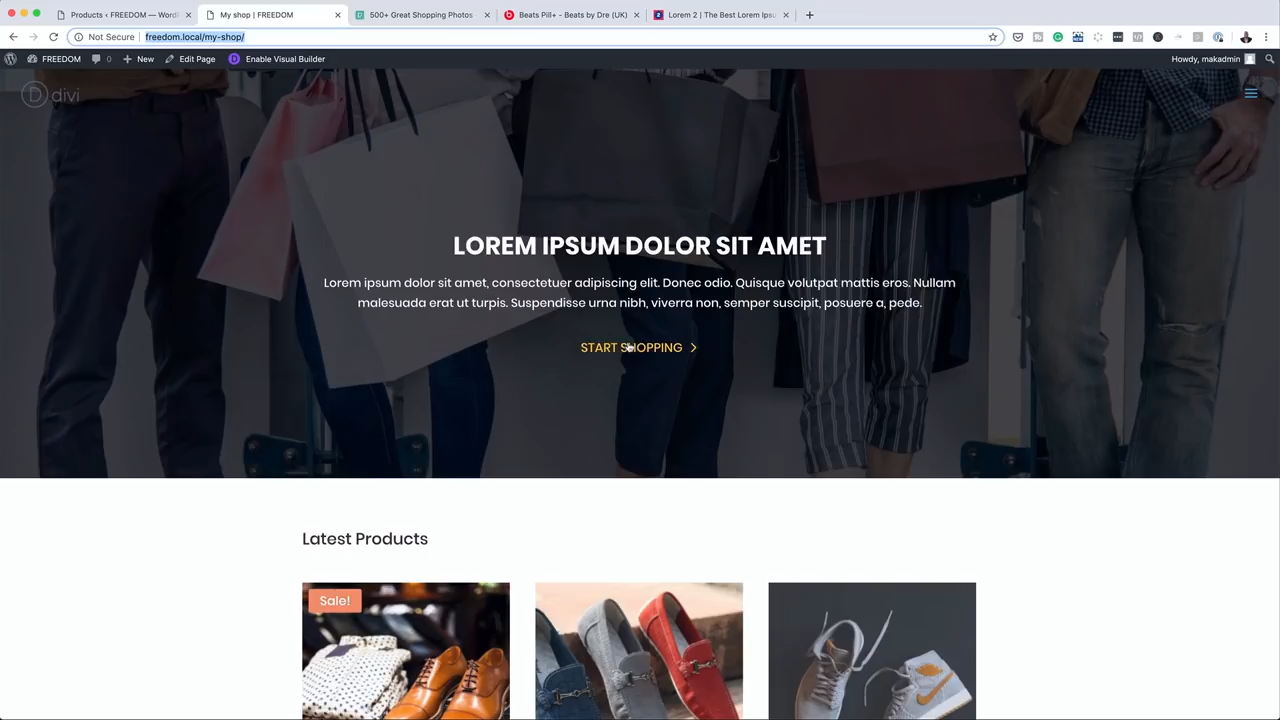 Products ‹ FREEDOM — WordP
My shop | FREEDOM
500+ Great Shopping Photos
Beats Pill+ - Beats by Dre (UK)
Lorem 2 | The Best Lorem Ipsu
Not Secure
freedom.local/my-shop/
FREEDOM
0
New
Edit Page
D
Enable Visual Builder
Howdy, makadmin
D divi
LOREM IPSUM DOLOR SIT AMET
Lorem ipsum dolor sit amet, consectetuer adipiscing elit. Donec odio. Quisque volutpat mattis eros. Nullam
malesuada erat ut turpis. Suspendisse urna nibh, viverra non, semper suscipit, posuere a, pede.
START SHOPPING
Latest Products
Sale!